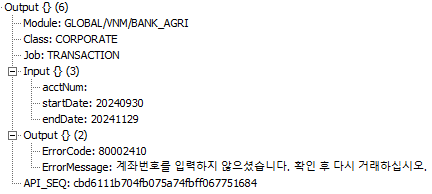 Output {} (6)
Module: GLOBAL/VNM/BANK_AGRI
Class: CORPORATE
Job: TRANSACTION
Input {} (3)
acctNum:
startDate: 20240930
endDate: 20241129
Output {} (2)
ErrorCode: 80002410
ErrorMessage: 계좌번호를 입력하지 않으셨습니다. 확인 후 다시 거래하십시오.
API_SEQ: cbd6111b704fb075a74fbff067751684